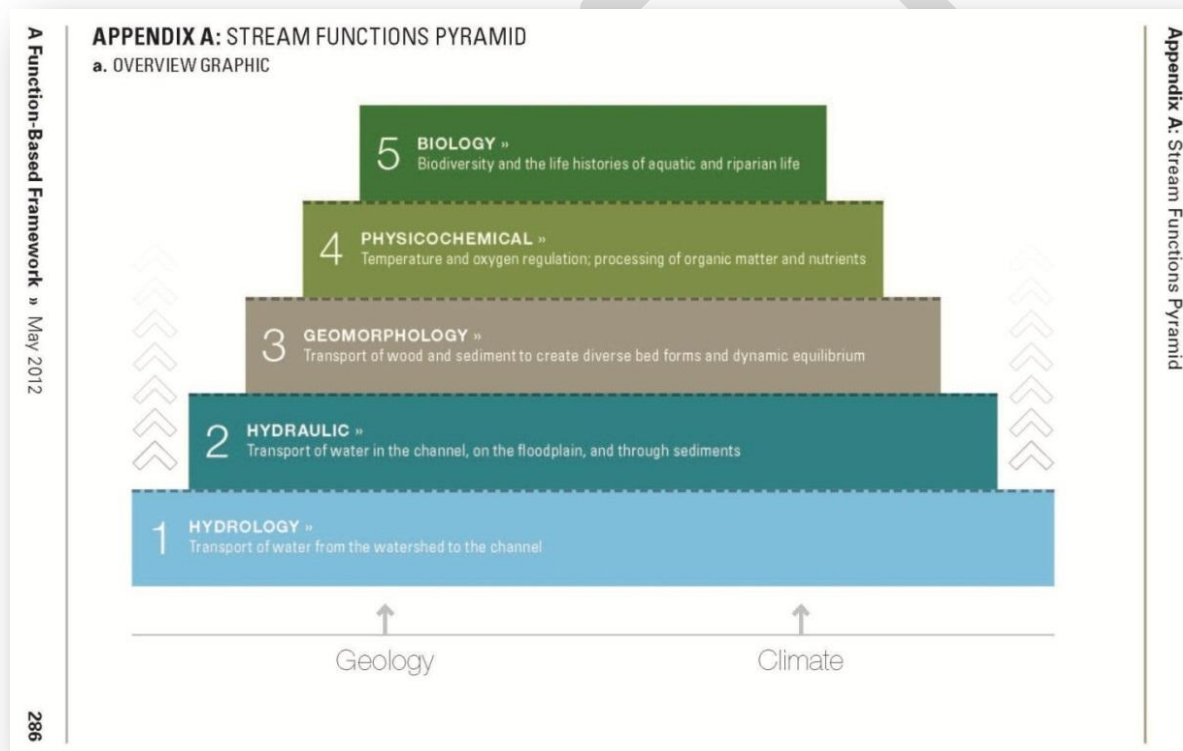 A Function-Based Framework » May 2012
286
APPENDIX A: STREAM FUNCTIONS PYRAMID
a. OVERVIEW GRAPHIC
5 BIOLOGY »
Biodiversity and the life histories of aquatic and riparian life
4 PHYSICOCHEMICAL »
Temperature and oxygen regulation; processing of organic matter and nutrients
3 GEOMORPHOLOGY »
Transport of wood and sediment to create diverse bed forms and dynamic equilibrium
2 HYDRAULIC »
Transport of water in the channel, on the floodplain, and through sediments
1 HYDROLOGY »
Transport of water from the watershed to the channel
Geology
Climate
Appendix A: Stream Functions Pyramid